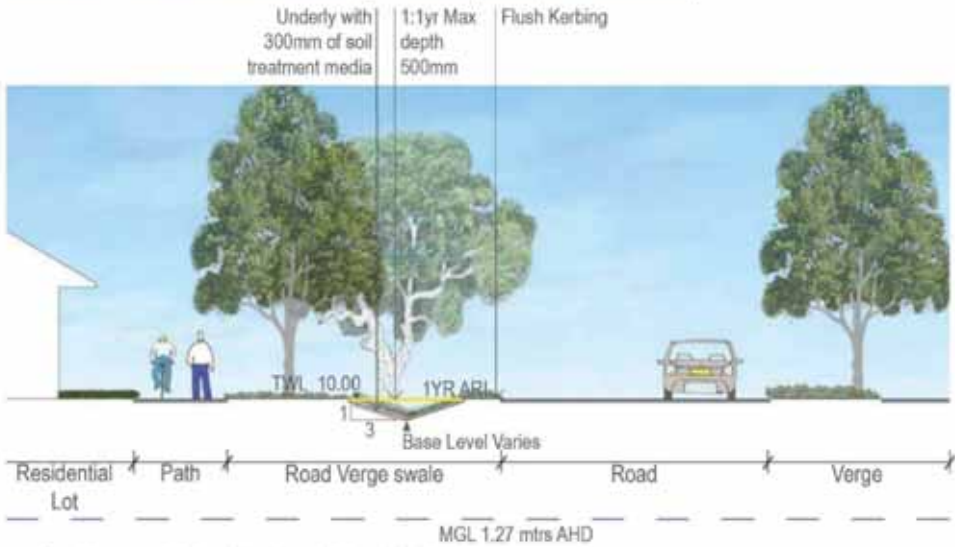 Underly with
300mm of soil
treatment media
1:1yr Max
depth
500mm
Flush Kerbing
TWL 10.00
1YR ARI
1
3
Base Level Varies
Residential
Lot
Path
Road Verge swale
Road
Verge
MGL 1.27 mtrs AHD